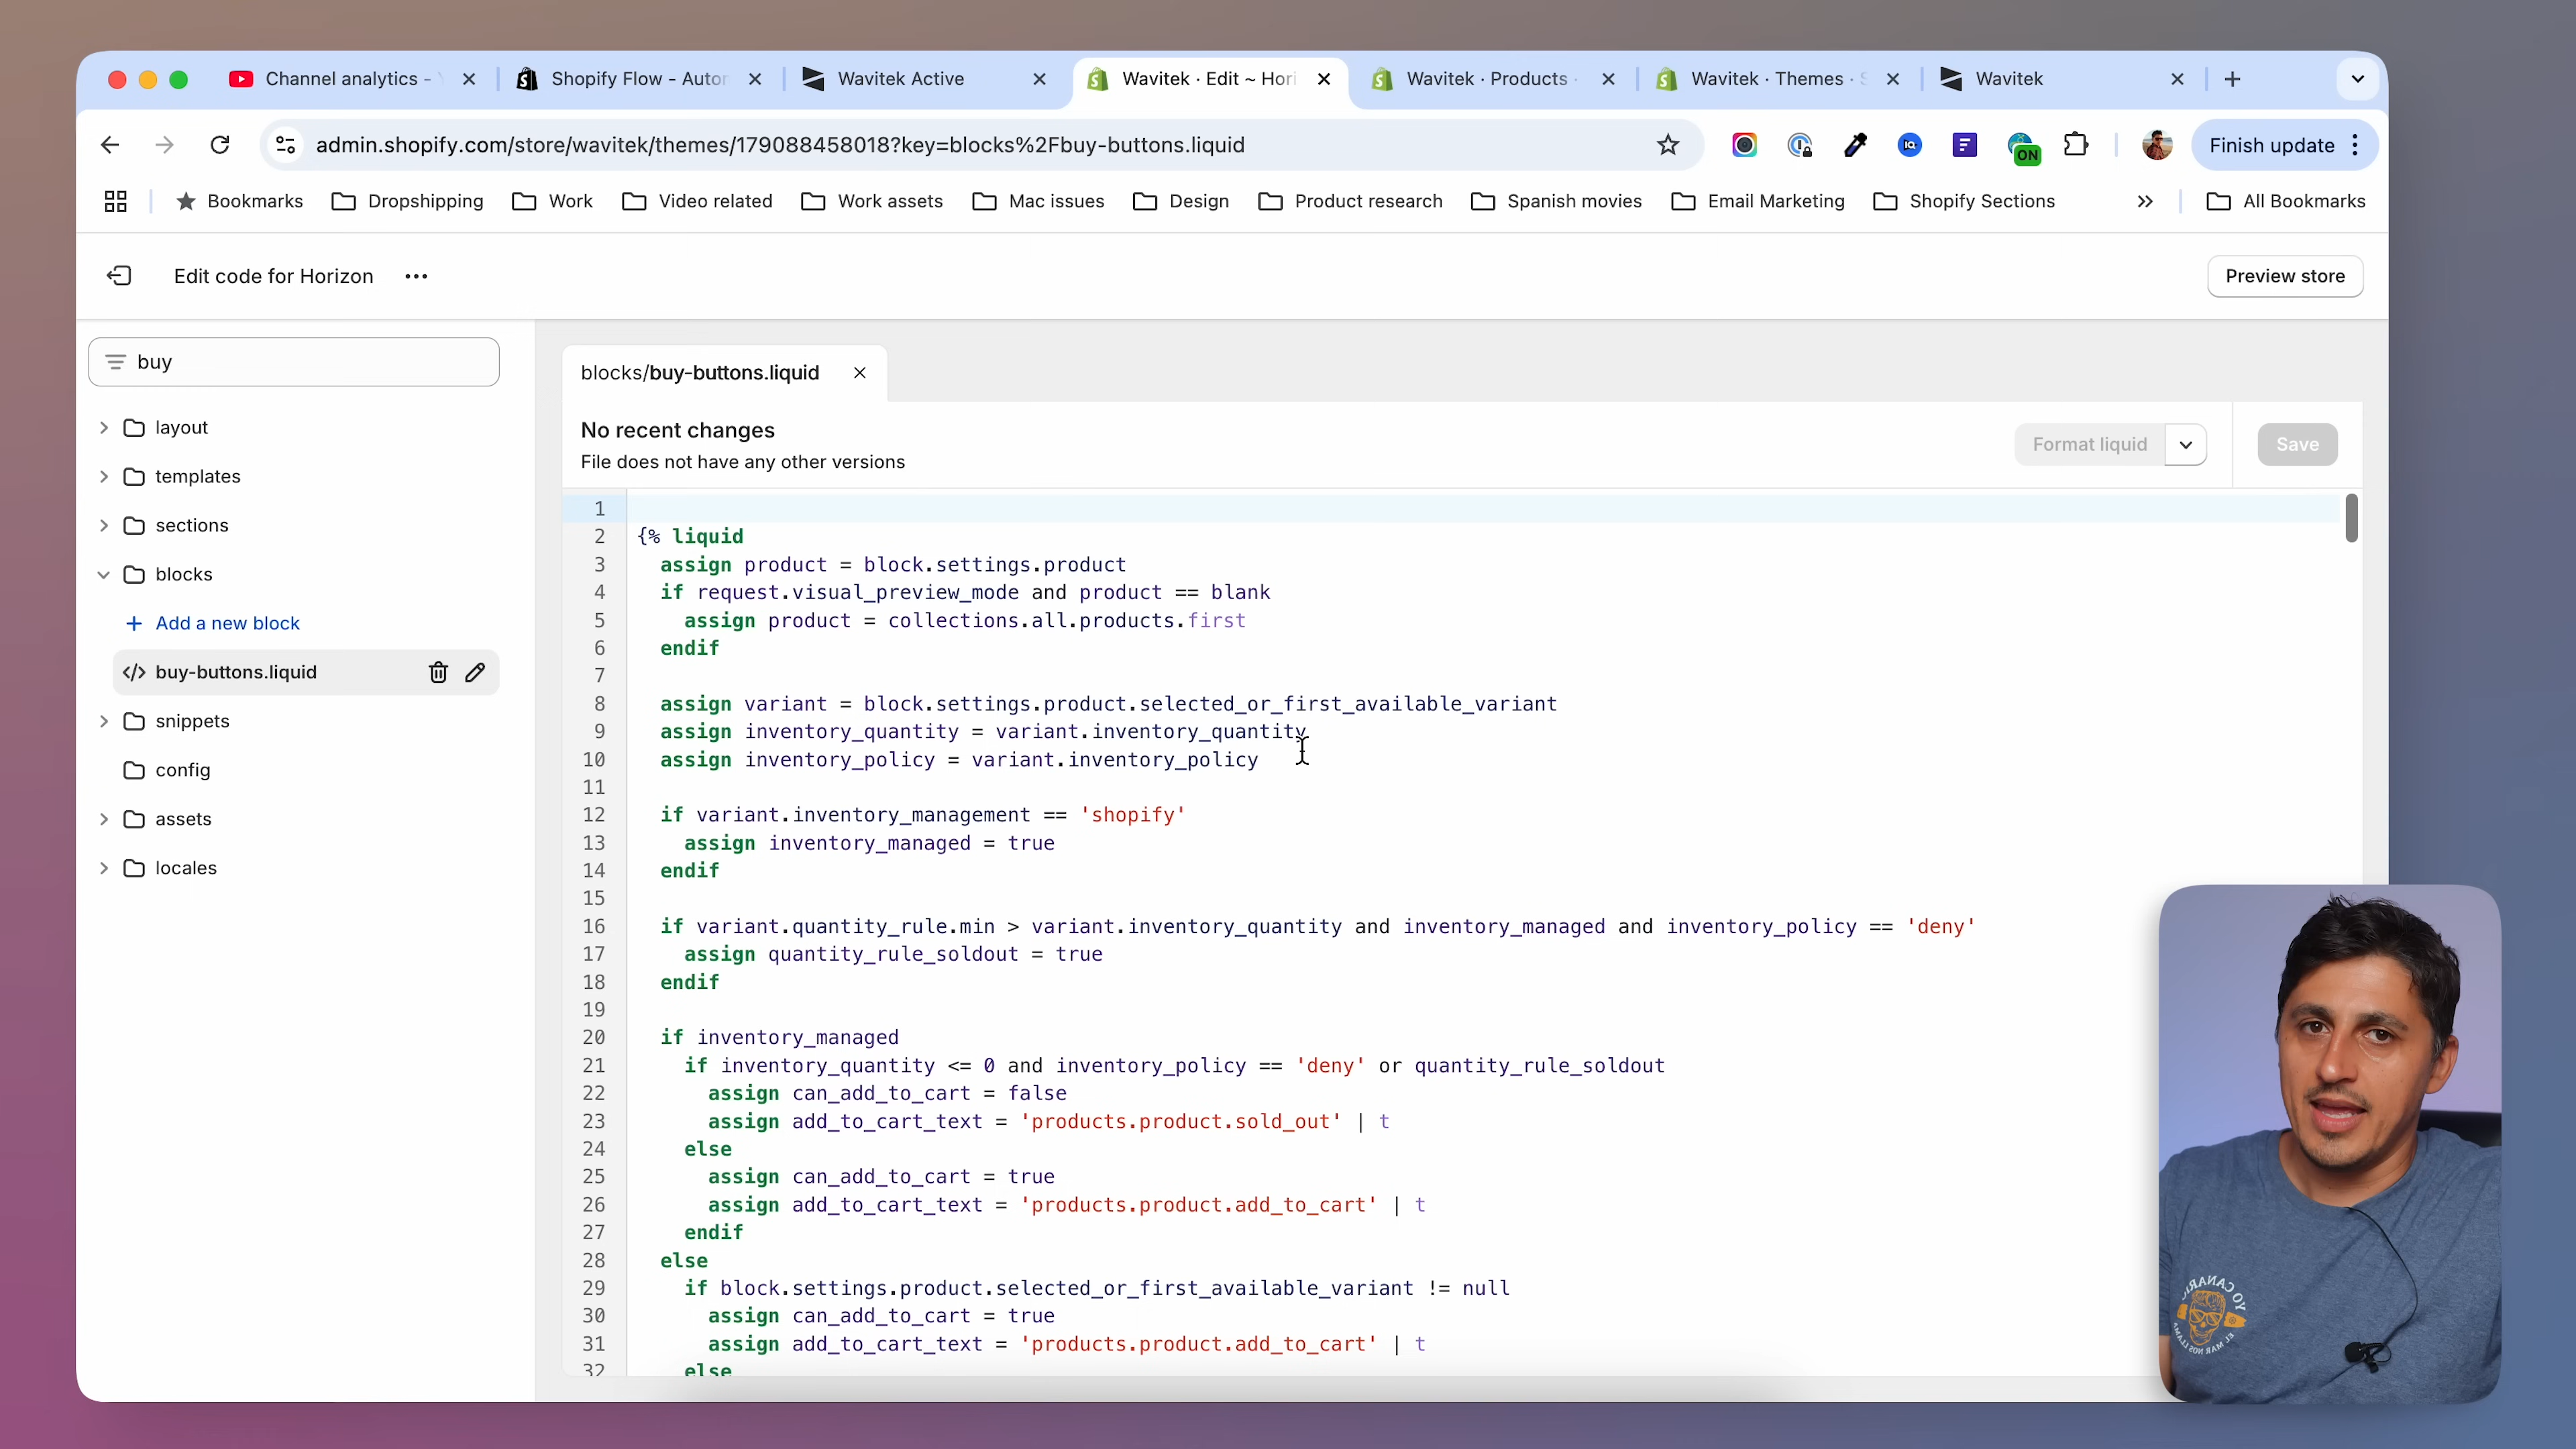 Channel analytics -
Shopify Flow - Autor
Wavitek Active
Wavitek · Edit ~ Hori
Wavitek · Products ·
Wavitek · Themes · S
Wavitek
admin.shopify.com/store/wavitek/themes/179088458018?key=blocks%2Fbuy-buttons.liquid
ON
Finish update
Bookmarks
Dropshipping
Work
Video related
Work assets
Mac issues
Design
Product research
Spanish movies
Email Marketing
Shopify Sections
»
All Bookmarks
Edit code for Horizon
Preview store
buy
layout
templates
sections
blocks
+ Add a new block
</> buy-buttons.liquid
snippets
config
assets
locales
blocks/buy-buttons.liquid
No recent changes
File does not have any other versions
Format liquid
Save
1
2 {% liquid
3 assign product = block.settings.product
4 if request.visual_preview_mode and product == blank
5 assign product = collections.all.products.first
6 endif
7
8 assign variant = block.settings.product.selected_or_first_available_variant
9 assign inventory_quantity = variant.inventory_quantity
10 assign inventory_policy = variant.inventory_policy
11
12 if variant.inventory_management == 'shopify'
13 assign inventory_managed = true
14 endif
15
16 if variant.quantity_rule.min > variant.inventory_quantity and inventory_managed and inventory_policy == 'deny'
17 assign quantity_rule_soldout = true
18 endif
19
20 if inventory_managed
21 if inventory_quantity <= 0 and inventory_policy == 'deny' or quantity_rule_soldout
22 assign can_add_to_cart = false
23 assign add_to_cart_text = 'products.product.sold_out' | t
24 else
25 assign can_add_to_cart = true
26 assign add_to_cart_text = 'products.product.add_to_cart' | t
27 endif
28 else
29 if block.settings.product.selected_or_first_available_variant != null
30 assign can_add_to_cart = true
31 assign add_to_cart_text = 'products.product.add_to_cart' | t
32 else
YO CANARIO
EL MAR NOS LLAMA